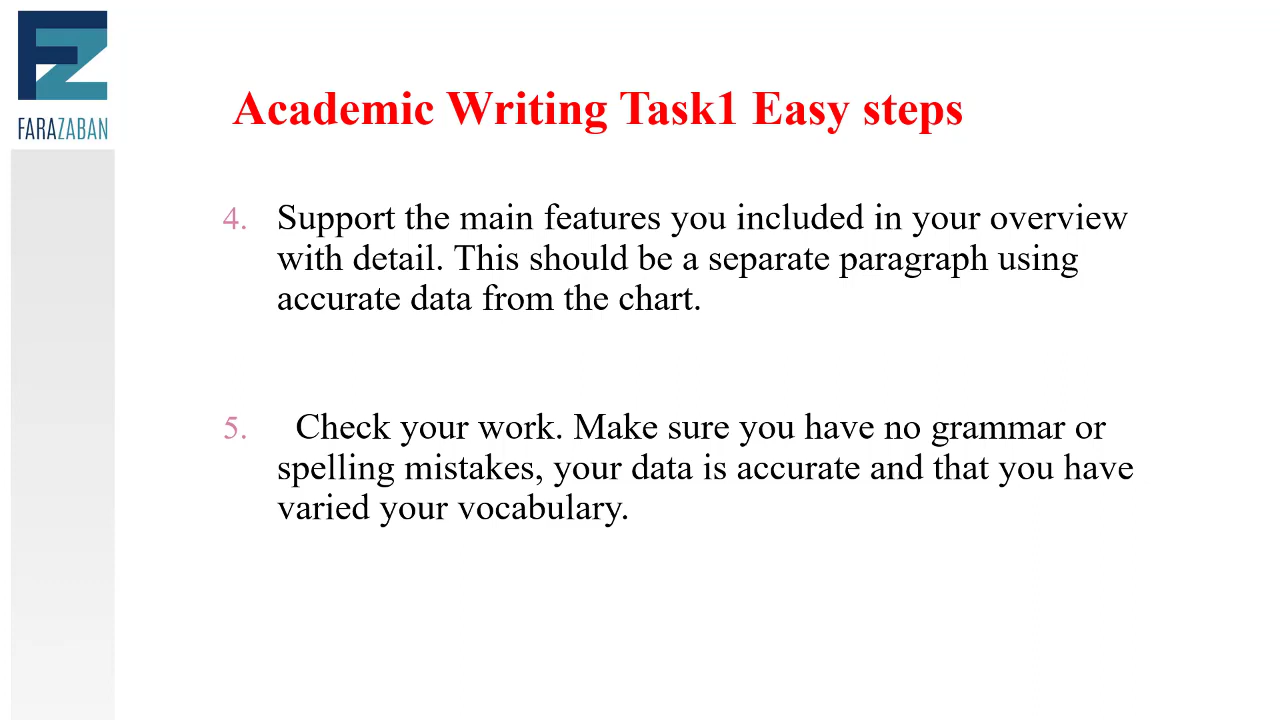 FARAZABAN
Academic Writing Task1 Easy steps
4. Support the main features you included in your overview
with detail. This should be a separate paragraph using
accurate data from the chart.
5. Check your work. Make sure you have no grammar or
spelling mistakes, your data is accurate and that you have
varied your vocabulary.